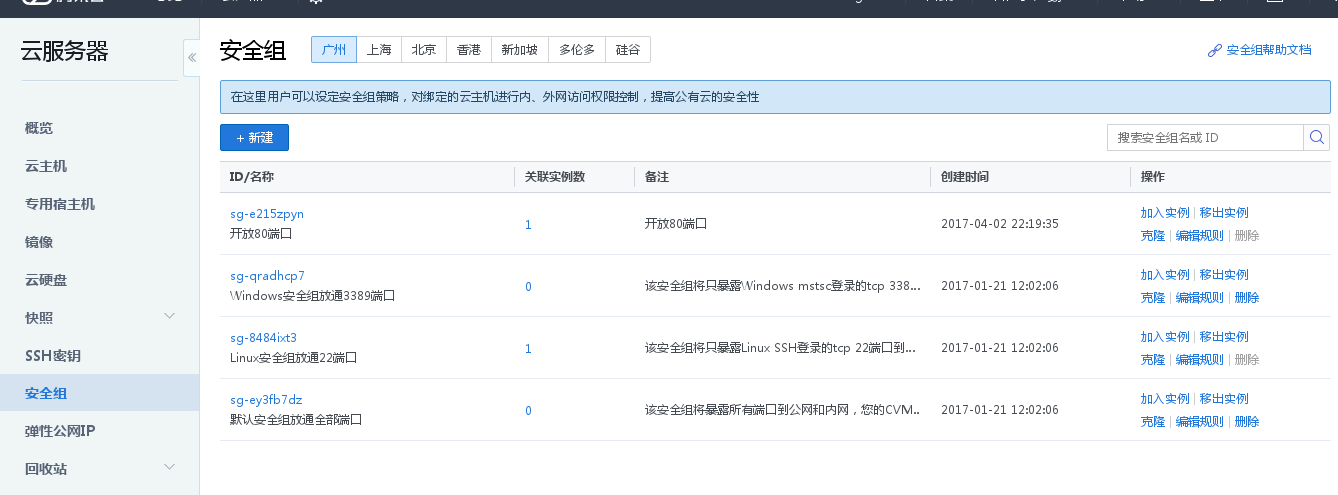 云服务器
概览
云主机
专用宿主机
镜像
云硬盘
快照
SSH密钥
安全组
弹性公网IP
回收站
安全组 广州 上海 北京 香港 新加坡 多伦多 硅谷 安全组帮助文档
在这里用户可以设定安全组策略，对绑定的云主机进行内、外网访问权限控制，提高公有云的安全性
+ 新建 搜索安全组名或 ID
ID/名称 关联实例数 备注 创建时间 操作
sg-e215zpyn
开放80端口
1 开放80端口 2017-04-02 22:19:35
加入实例 | 移出实例
克隆 | 编辑规则 | 删除
sg-qradhcp7
Windows安全组放通3389端口
0 该安全组将只暴露Windows mstsc登录的tcp 338... 2017-01-21 12:02:06
加入实例 | 移出实例
克隆 | 编辑规则 | 删除
sg-8484ixt3
Linux安全组放通22端口
1 该安全组将只暴露Linux SSH登录的tcp 22端口到... 2017-01-21 12:02:06
加入实例 | 移出实例
克隆 | 编辑规则 | 删除
sg-ey3fb7dz
默认安全组放通全部端口
0 该安全组将暴露所有端口到公网和内网，您的CVM... 2017-01-21 12:02:06
加入实例 | 移出实例
克隆 | 编辑规则 | 删除